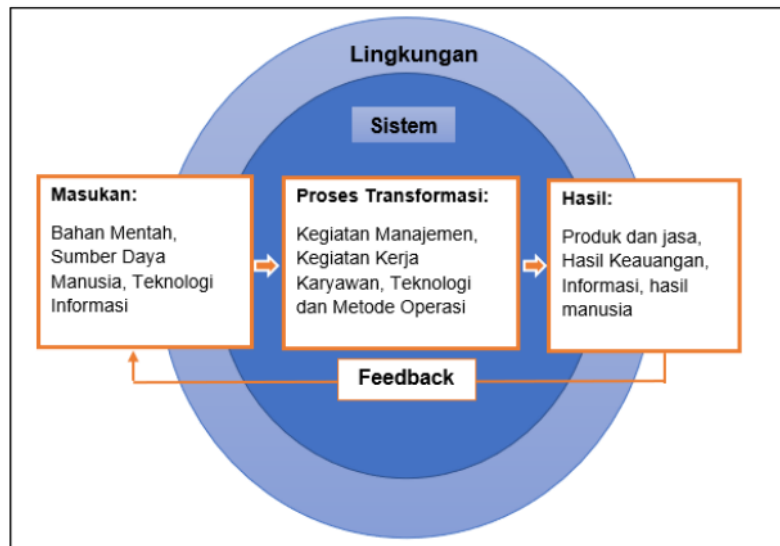 Lingkungan
Sistem
Masukan:
Bahan Mentah,
Sumber Daya
Manusia, Teknologi
Informasi
Proses Transformasi:
Kegiatan Manajemen,
Kegiatan Kerja
Karyawan, Teknologi
dan Metode Operasi
Hasil:
Produk dan jasa,
Hasil Keauangan,
Informasi, hasil
manusia
Feedback